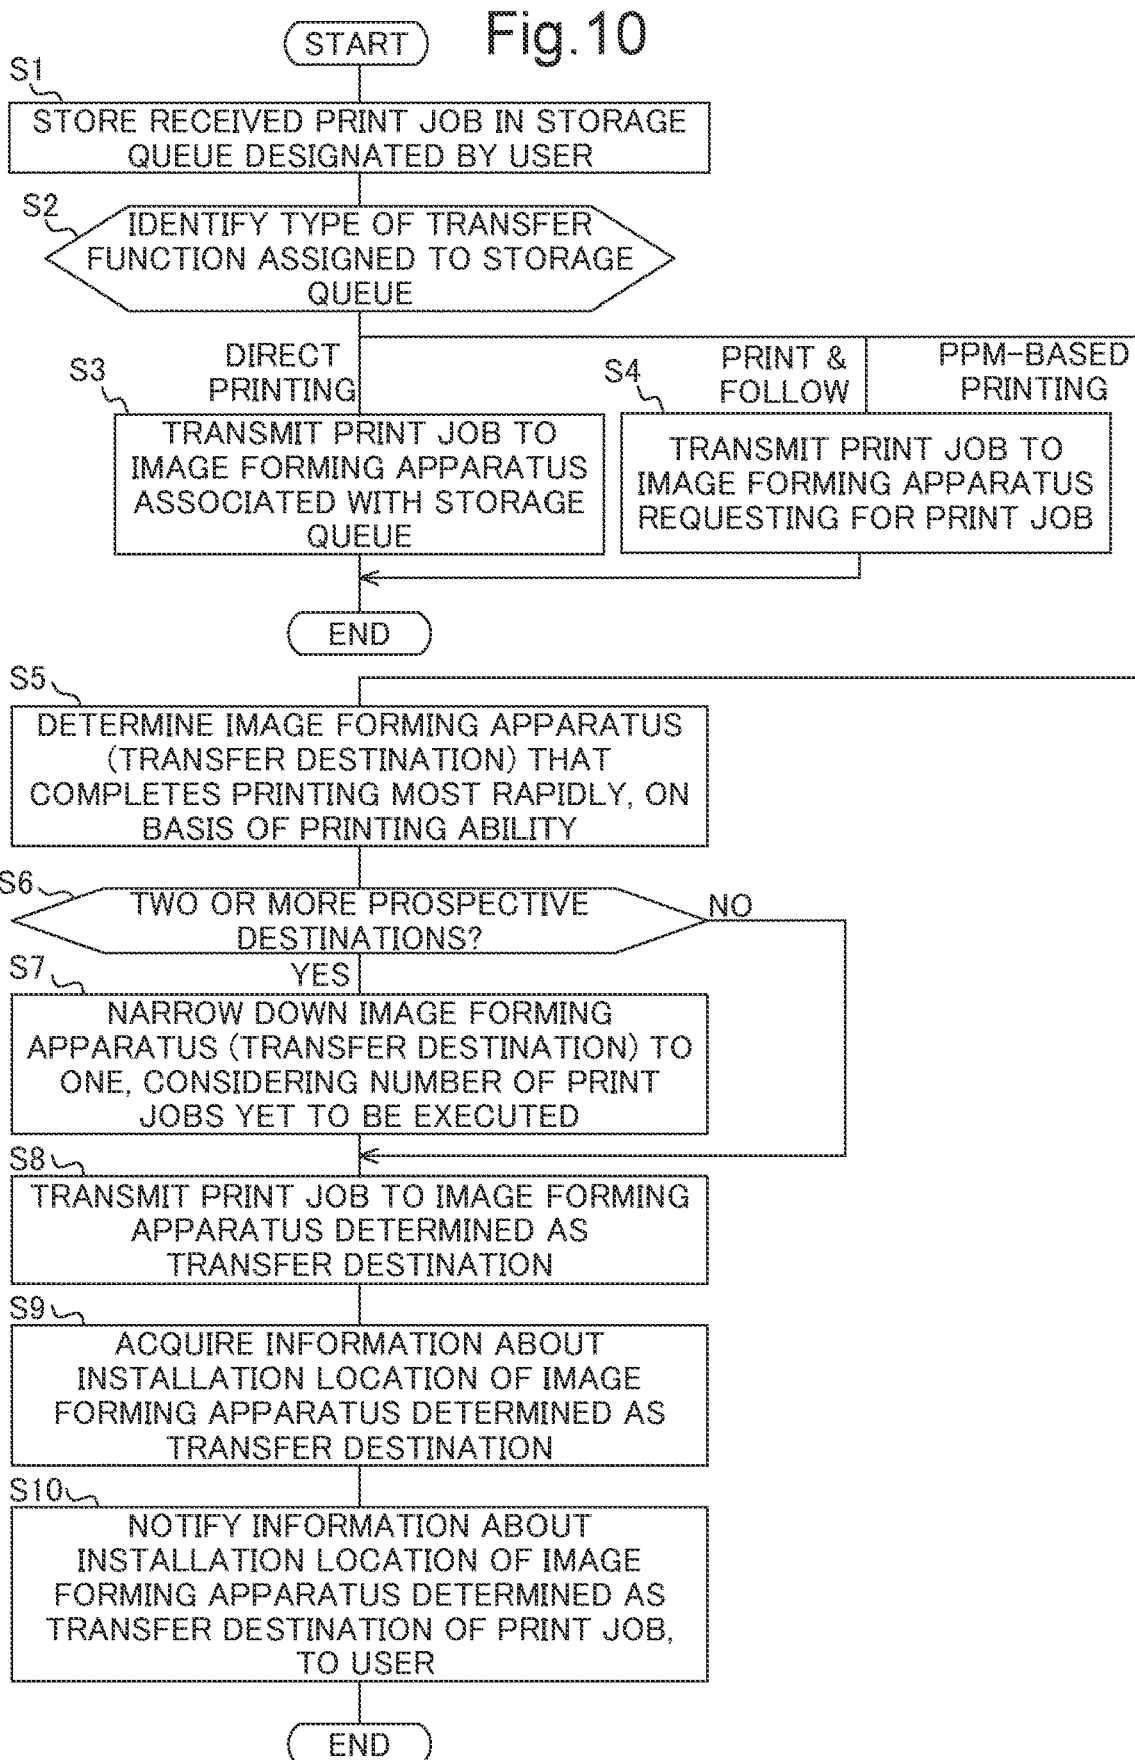 Fig.10
START
S1
STORE RECEIVED PRINT JOB IN STORAGE
QUEUE DESIGNATED BY USER
S2
IDENTIFY TYPE OF TRANSFER
FUNCTION ASSIGNED TO STORAGE
QUEUE
DIRECT
PRINTING
PRINT &
FOLLOW
PPM-BASED
PRINTING
S3
TRANSMIT PRINT JOB TO
IMAGE FORMING APPARATUS
ASSOCIATED WITH STORAGE
QUEUE
S4
TRANSMIT PRINT JOB TO
IMAGE FORMING APPARATUS
REQUESTING FOR PRINT JOB
END
S5
DETERMINE IMAGE FORMING APPARATUS
(TRANSFER DESTINATION) THAT
COMPLETES PRINTING MOST RAPIDLY, ON
BASIS OF PRINTING ABILITY
S6
TWO OR MORE PROSPECTIVE
DESTINATIONS?
NO
YES
S7
NARROW DOWN IMAGE FORMING
APPARATUS (TRANSFER DESTINATION) TO
ONE, CONSIDERING NUMBER OF PRINT
JOBS YET TO BE EXECUTED
S8
TRANSMIT PRINT JOB TO IMAGE FORMING
APPARATUS DETERMINED AS
TRANSFER DESTINATION
S9
ACQUIRE INFORMATION ABOUT
INSTALLATION LOCATION OF IMAGE
FORMING APPARATUS DETERMINED AS
TRANSFER DESTINATION
S10
NOTIFY INFORMATION ABOUT
INSTALLATION LOCATION OF IMAGE
FORMING APPARATUS DETERMINED AS
TRANSFER DESTINATION OF PRINT JOB,
TO USER
END